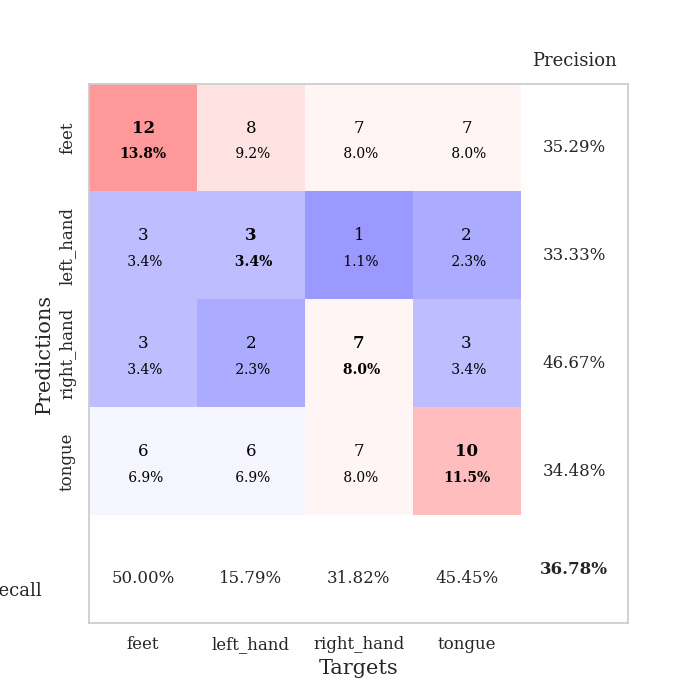 Precision
feet
12 8 7 7
13.8% 9.2% 8.0% 8.0%
35.29%
left_hand
3 3 1 2
3.4% 3.4% 1.1% 2.3%
33.33%
Predictions
right_hand
3 2 7 3
3.4% 2.3% 8.0% 3.4%
46.67%
tongue
6 6 7 10
6.9% 6.9% 8.0% 11.5%
34.48%
ecall
50.00% 15.79% 31.82% 45.45% 36.78%
feet left_hand right_hand tongue
Targets